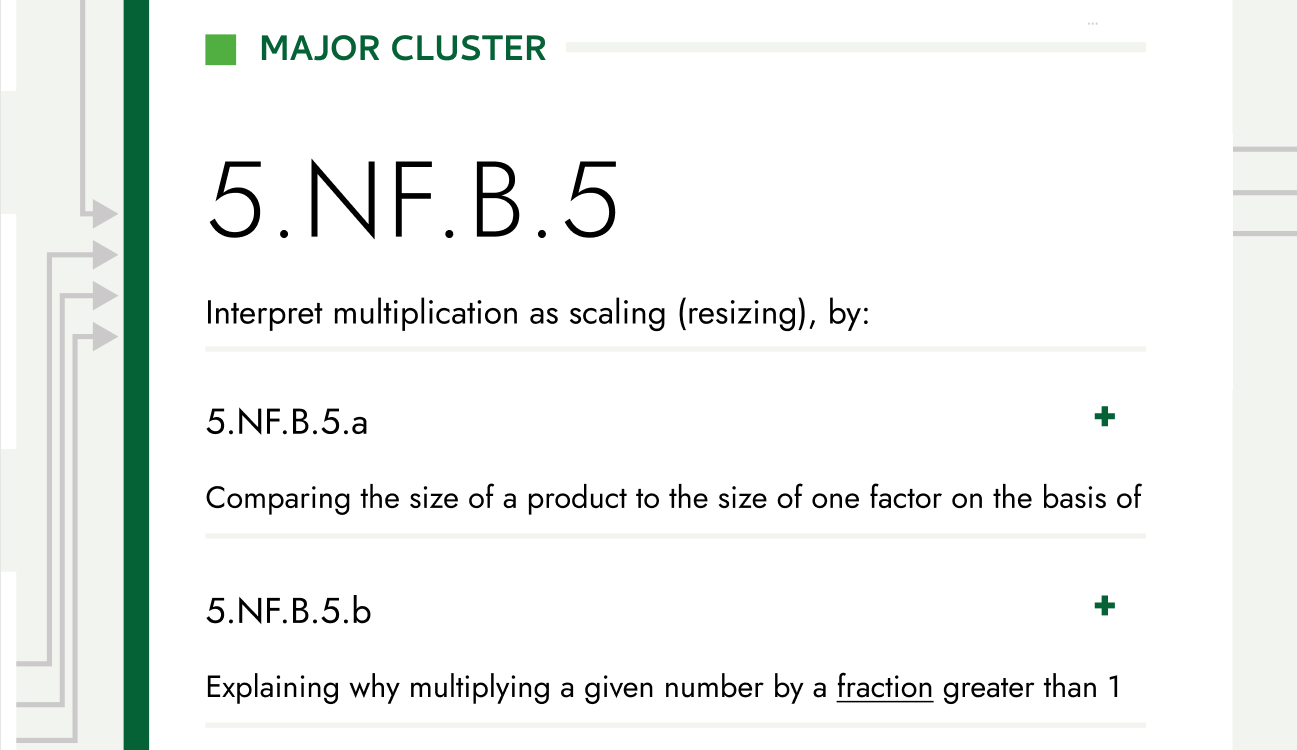 MAJOR CLUSTER
5.NF.B.5
Interpret multiplication as scaling (resizing), by:
5.NF.B.5.a
Comparing the size of a product to the size of one factor on the basis of
5.NF.B.5.b
Explaining why multiplying a given number by a fraction greater than 1